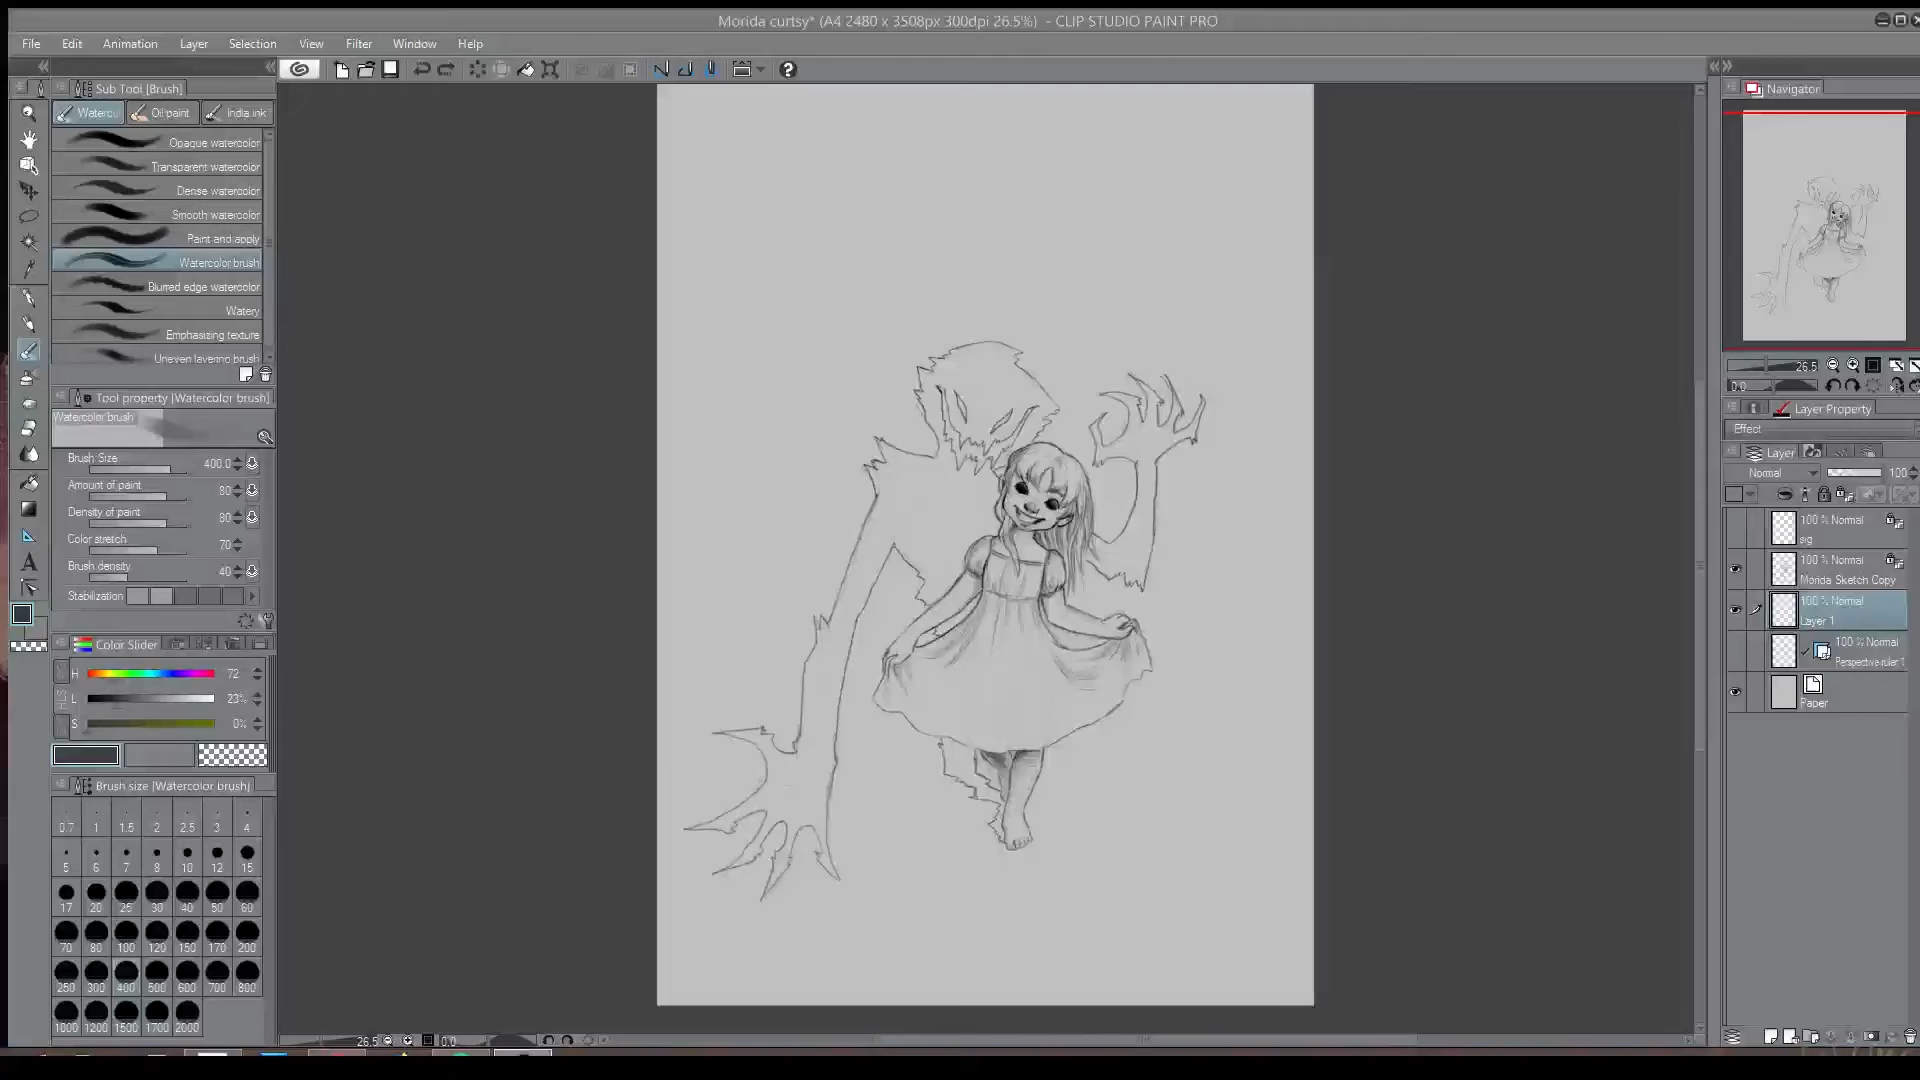 Morida curtsy* (A4 2480 x 3508px 300dpi 26.5%) - CLIP STUDIO PAINT PRO
File Edit Animation Layer Selection View Filter Window Help
Sub Tool [Brush]
Watercol Oil paint India ink
Opaque watercolor
Transparent watercolor
Dense watercolor
Smooth watercolor
Paint and apply
Watercolor brush
Blurred edge watercolor
Watery
Emphasizing texture
Tool property [Watercolor brush]
Watercolor brush
Brush Size 400.0
Amount of paint 80
Density of paint 80
Color stretch 70
Brush density 40
Stabilization
Color Slider
H 72
L 23%
S 0%
Brush size [Watercolor brush]
0.7 1 1.5 2 2.5 3 4
5 6 7 8 10 12 15
17 20 25 30 40 50 60
70 80 100 120 150 170 200
250 300 400 500 600 700 800
1000 1200 1500 1700 2000
26.5 0.0
Navigator
26.5
0.0
Layer Property
Effect
Layer
Normal 100
100 % Normal
sig
100 % Normal
Morida Sketch Copy
100 % Normal
Layer 1
100 % Normal
Perspective ruler 1
Paper